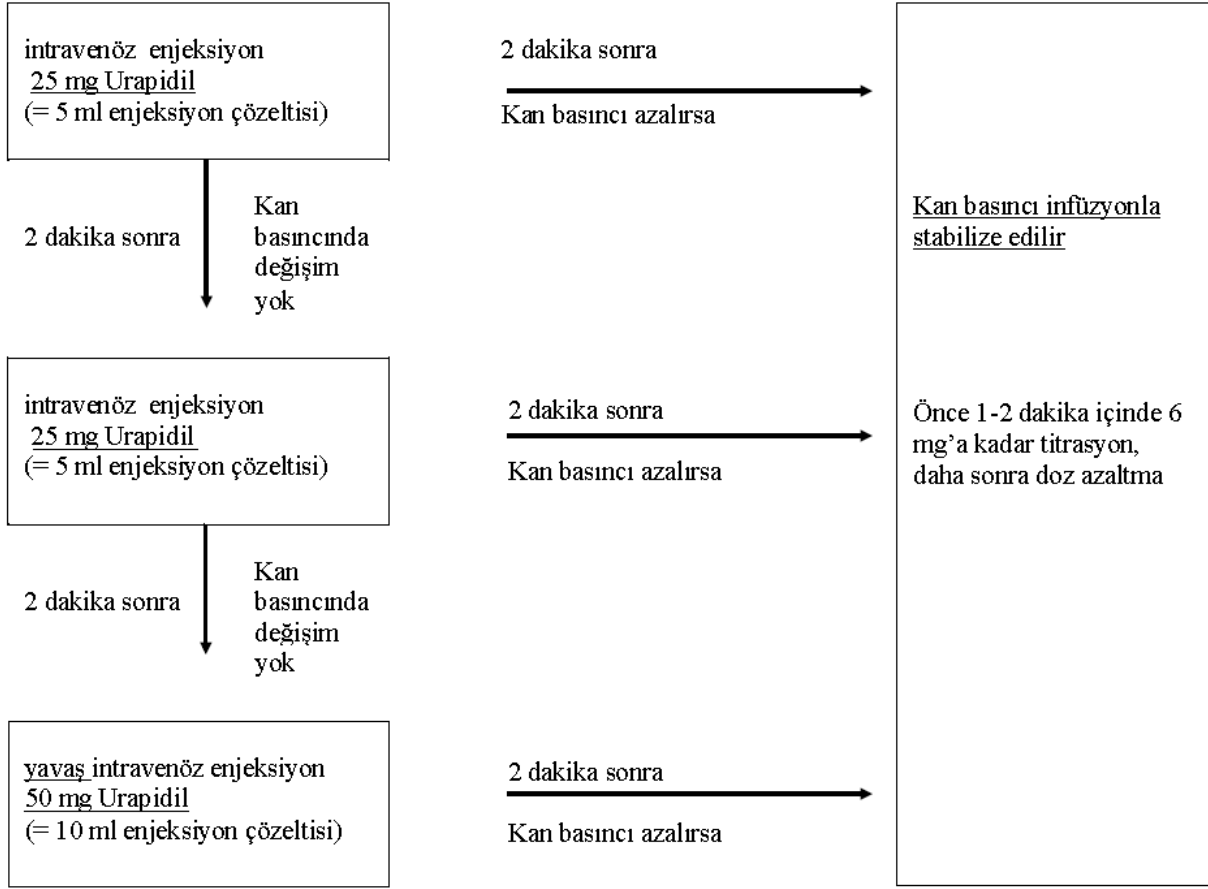 intravenöz enjeksiyon
25 mg Urapidil
(= 5 ml enjeksiyon çözeltisi)
2 dakika sonra
Kan basıncı azalırsa
2 dakika sonra
Kan
basıncında
değişim
yok
Kan basıncı infüzyonla
stabilize edilir
intravenöz enjeksiyon
25 mg Urapidil
(= 5 ml enjeksiyon çözeltisi)
2 dakika sonra
Kan basıncı azalırsa
Önce 1-2 dakika içinde 6
mg’a kadar titrasyon,
daha sonra doz azaltma
2 dakika sonra
Kan
basıncında
değişim
yok
yavaş intravenöz enjeksiyon
50 mg Urapidil
(= 10 ml enjeksiyon çözeltisi)
2 dakika sonra
Kan basıncı azalırsa